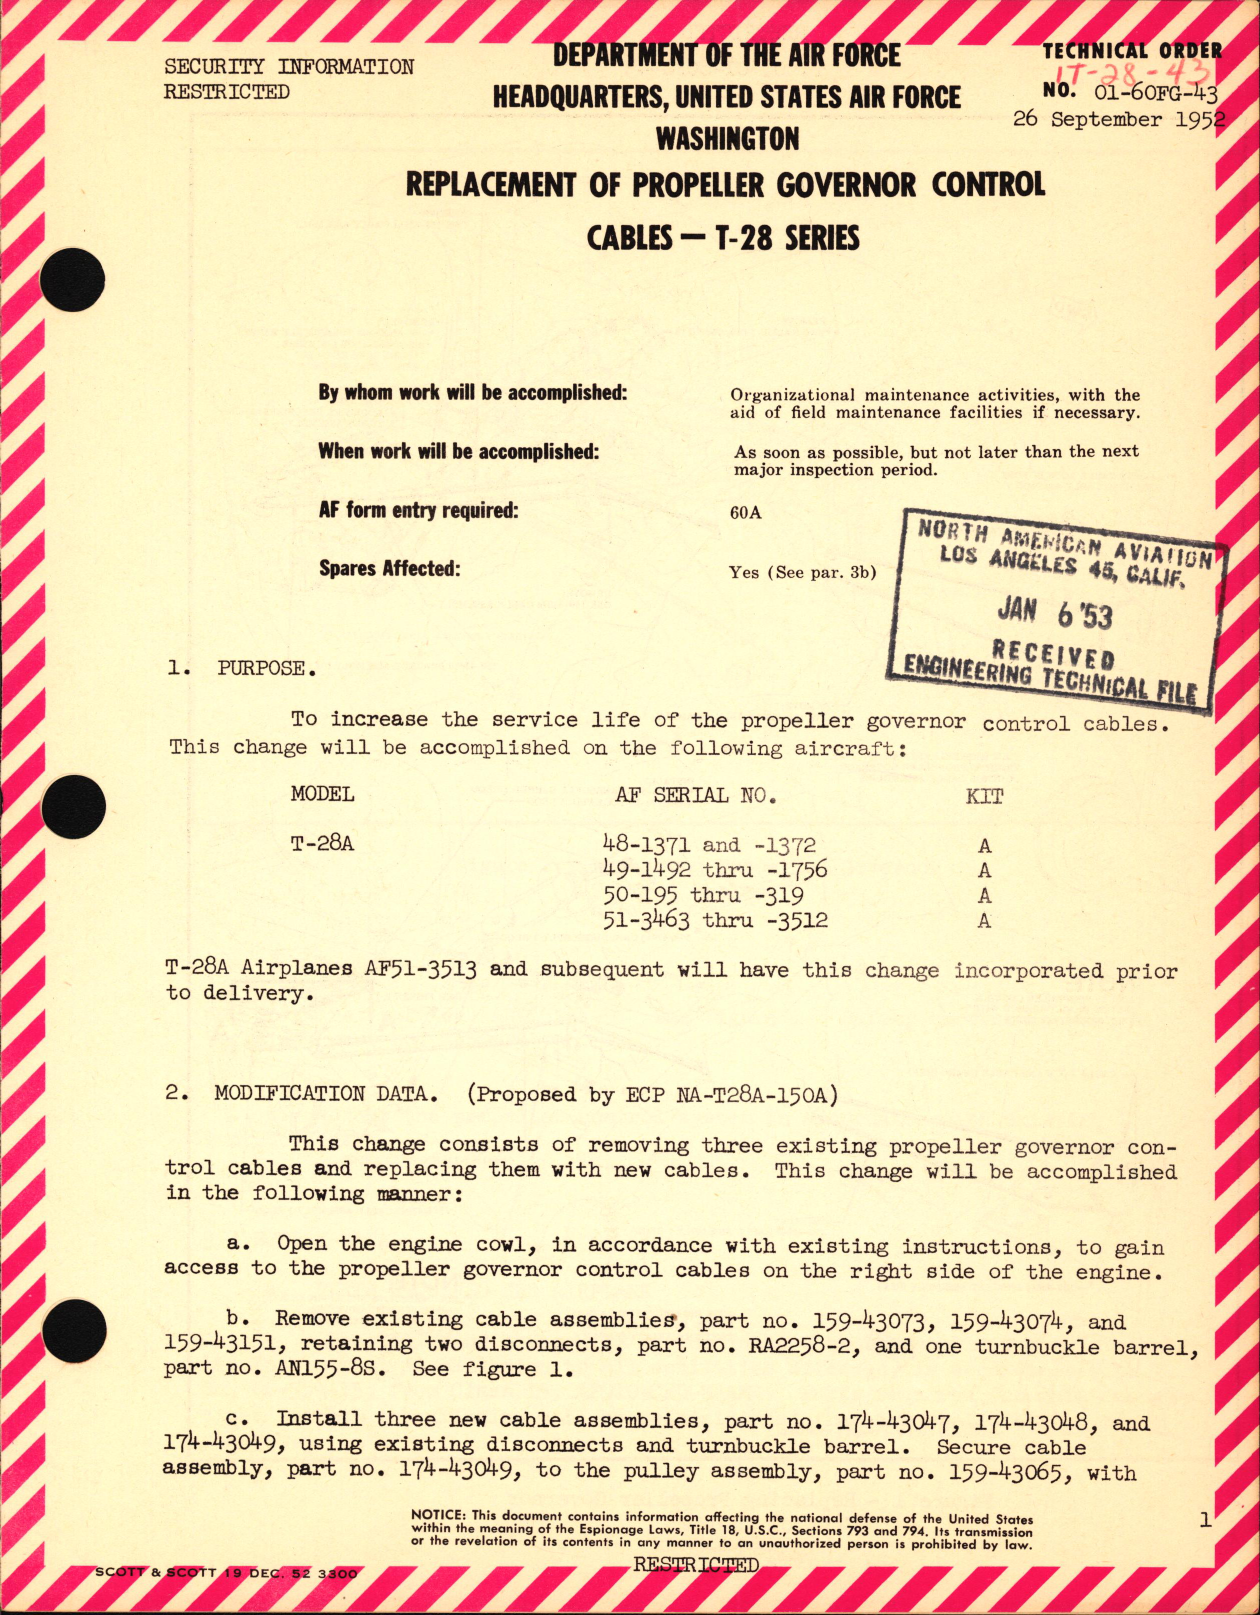 SECURITY INFORMATION
RESTRICTED
DEPARTMENT OF THE AIR FORCE
HEADQUARTERS, UNITED STATES AIR FORCE
WASHINGTON
TECHNICAL ORDER
1T-28-43
NO. 01-60FG-43
26 September 1952
REPLACEMENT OF PROPELLER GOVERNOR CONTROL
CABLES — T-28 SERIES
By whom work will be accomplished: Organizational maintenance activities, with the
aid of field maintenance facilities if necessary.
When work will be accomplished: As soon as possible, but not later than the next
major inspection period.
AF form entry required: 60A
Spares Affected: Yes (See par. 3b)
NORTH AMERICAN AVIATION
LOS ANGELES 45, CALIF.
JAN 6 '53
RECEIVED
ENGINEERING TECHNICAL FILE
1. PURPOSE.
To increase the service life of the propeller governor control cables.
This change will be accomplished on the following aircraft:
MODEL AF SERIAL NO. KIT
T-28A 48-1371 and -1372 A
49-1492 thru -1756 A
50-195 thru -319 A
51-3463 thru -3512 A
T-28A Airplanes AF51-3513 and subsequent will have this change incorporated prior
to delivery.
2. MODIFICATION DATA. (Proposed by ECP NA-T28A-150A)
This change consists of removing three existing propeller governor con-
trol cables and replacing them with new cables. This change will be accomplished
in the following manner:
a. Open the engine cowl, in accordance with existing instructions, to gain
access to the propeller governor control cables on the right side of the engine.
b. Remove existing cable assemblies, part no. 159-43073, 159-43074, and
159-43151, retaining two disconnects, part no. RA2258-2, and one turnbuckle barrel,
part no. AN155-8S. See figure 1.
c. Install three new cable assemblies, part no. 174-43047, 174-43048, and
174-43049, using existing disconnects and turnbuckle barrel. Secure cable
assembly, part no. 174-43049, to the pulley assembly, part no. 159-43065, with
NOTICE: This document contains information affecting the national defense of the United States
within the meaning of the Espionage Laws, Title 18, U.S.C., Sections 793 and 794. Its transmission
or the revelation of its contents in any manner to an unauthorized person is prohibited by law.
1
RESTRICTED
SCOTT & SCOTT 19 DEC. 52 3300